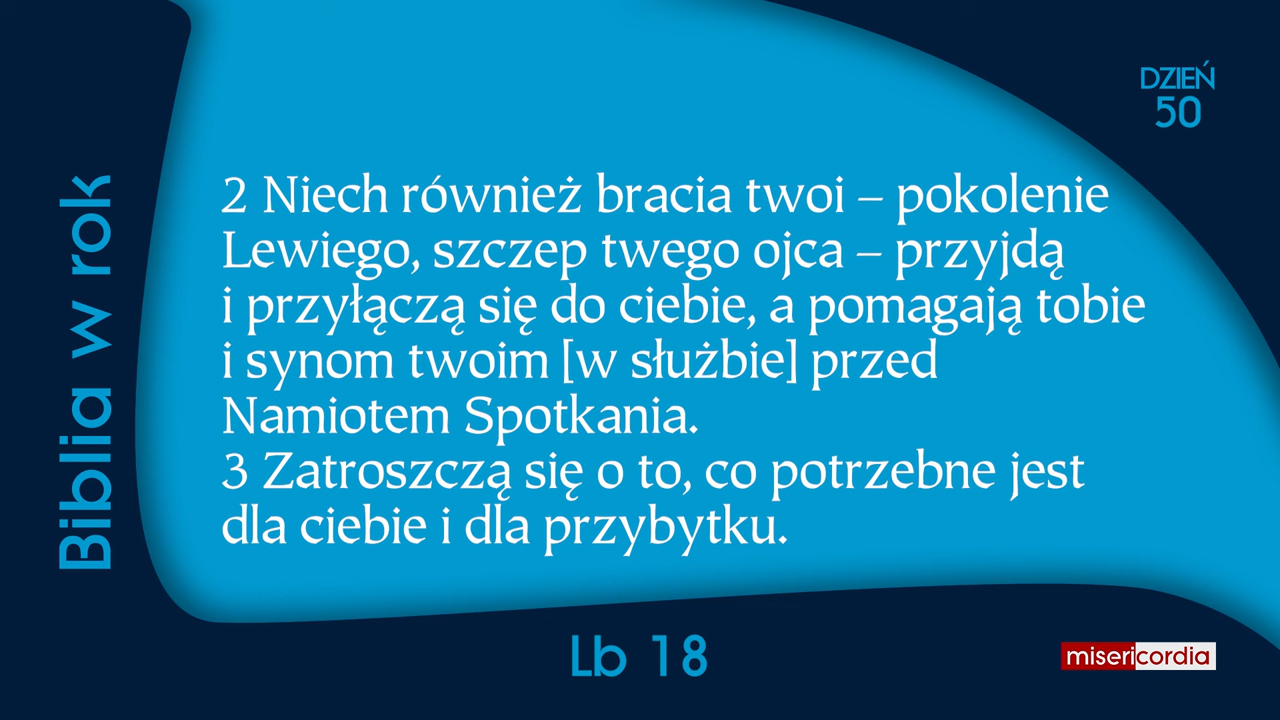 DZIEŃ
50
Biblia w rok
2 Niech również bracia twoi – pokolenie
Lewiego, szczep twego ojca – przyjdą
i przyłączą się do ciebie, a pomagają tobie
i synom twoim [w służbie] przed
Namiotem Spotkania.
3 Zatroszczą się o to, co potrzebne jest
dla ciebie i dla przybytku.
Lb 18
misericordia